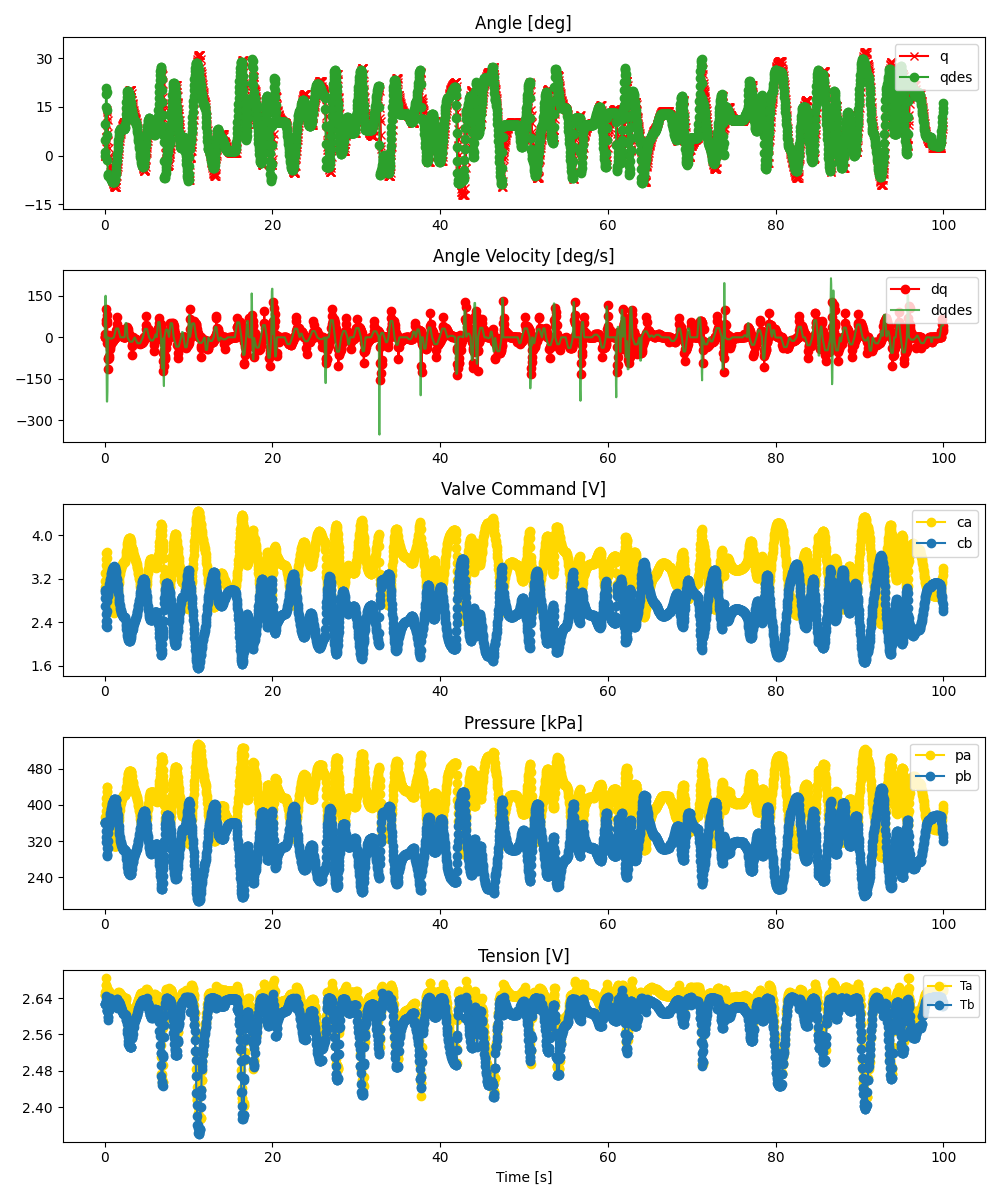 Angle [deg]
30
15
0
−15
q
qdes
0 20 40 60 80 100
Angle Velocity [deg/s]
150
0
−150
−300
dq
dqdes
0 20 40 60 80 100
Valve Command [V]
4.0
3.2
2.4
1.6
ca
cb
0 20 40 60 80 100
Pressure [kPa]
480
400
320
240
pa
pb
0 20 40 60 80 100
Tension [V]
2.64
2.56
2.48
2.40
Ta
Tb
0 20 40 60 80 100
Time [s]